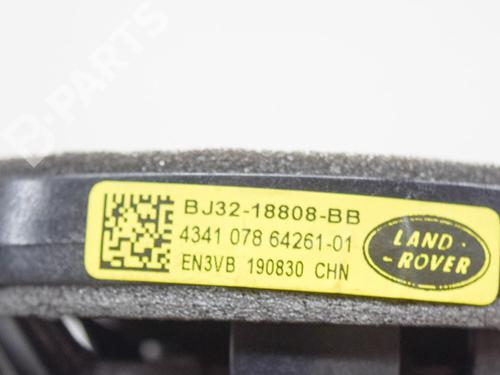 B-PARTS
BJ32-18808-BB
4341 078 64261-01
EN3VB 190830 CHN
LAND-
-ROVER